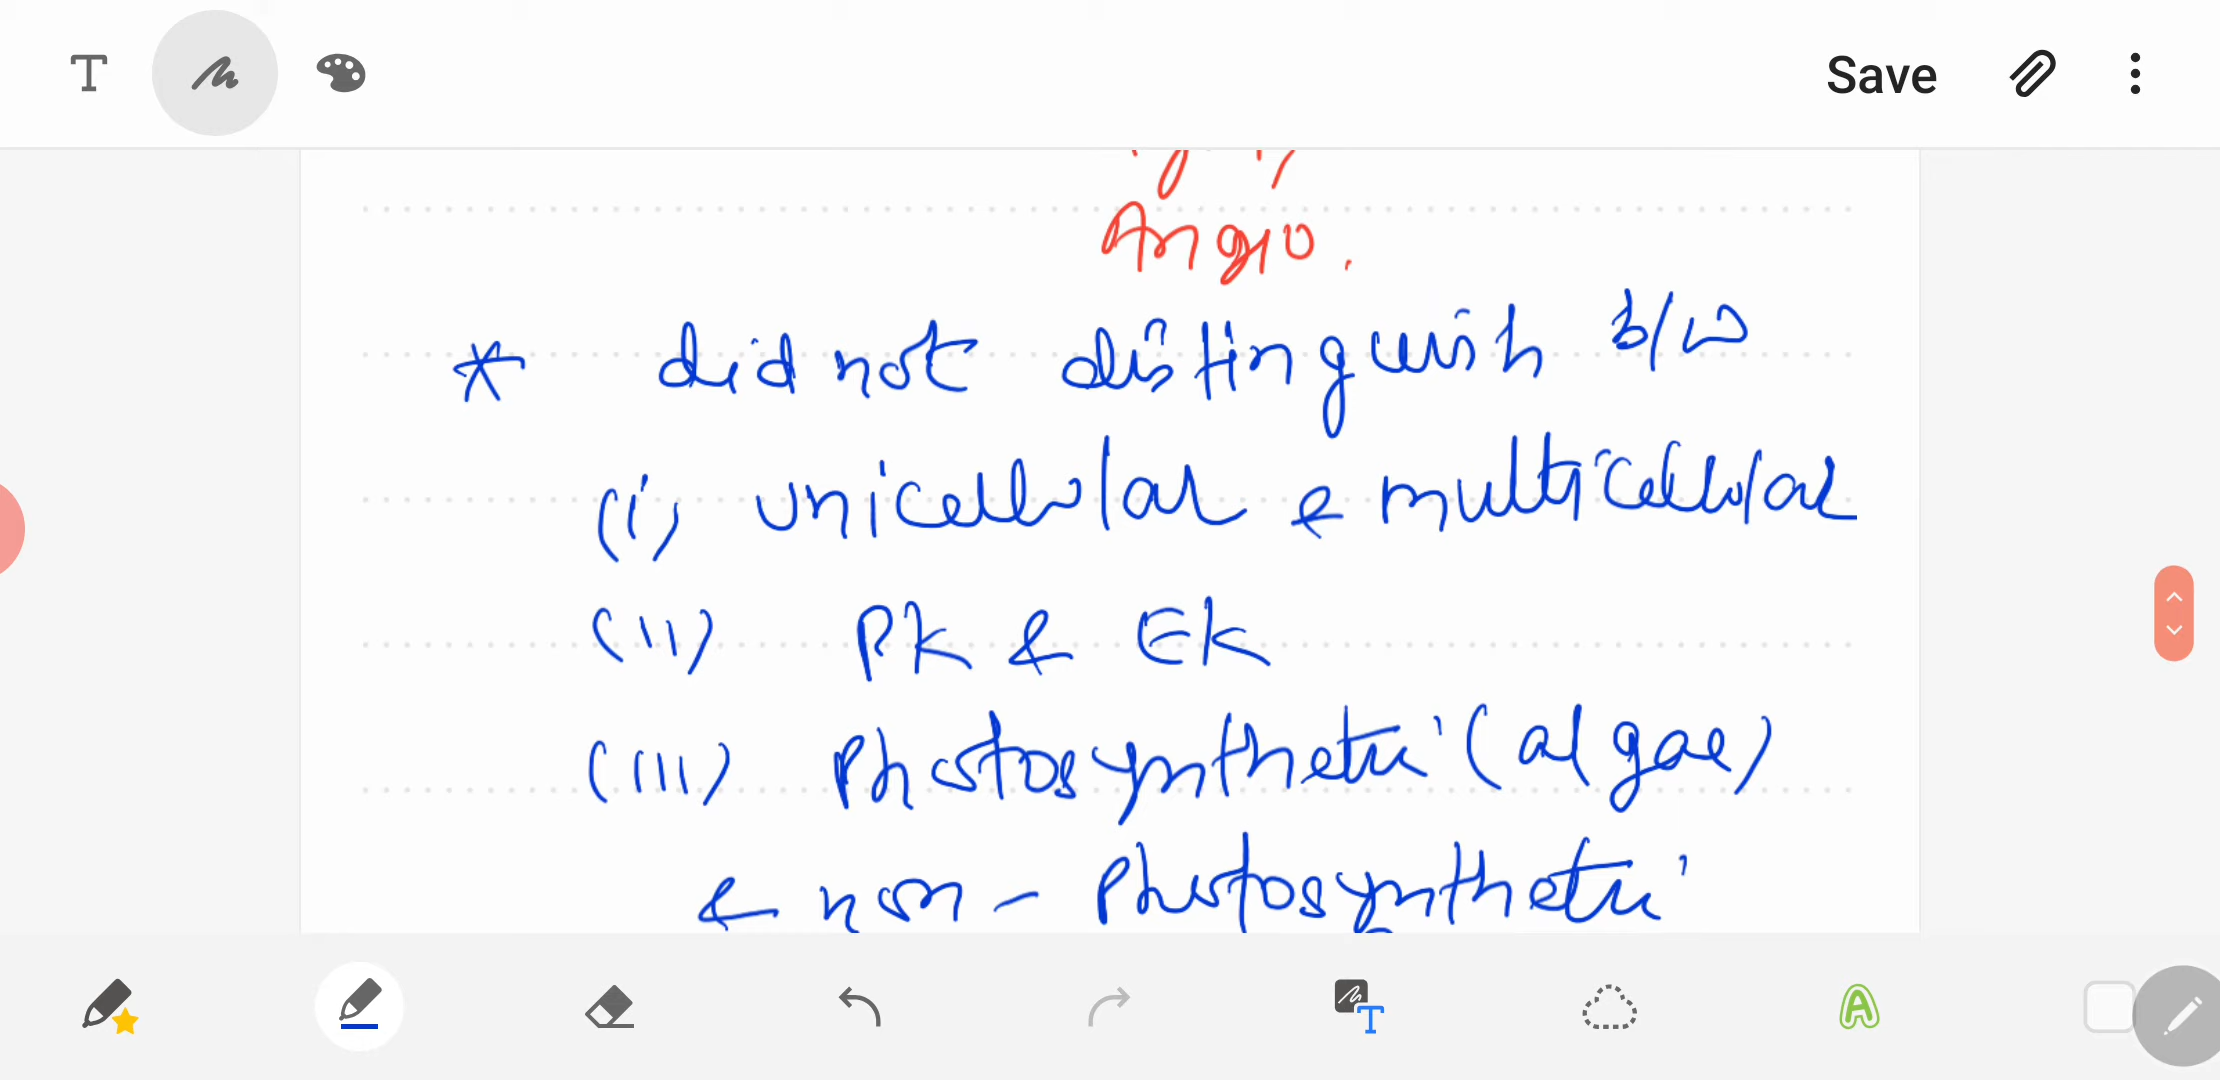 Save
Angio.
* did not distinguish b/w
(i) unicellular & multicellular
(ii) PK & EK
(iii) Photosynthetic (algae)
& non - Photosynthetic